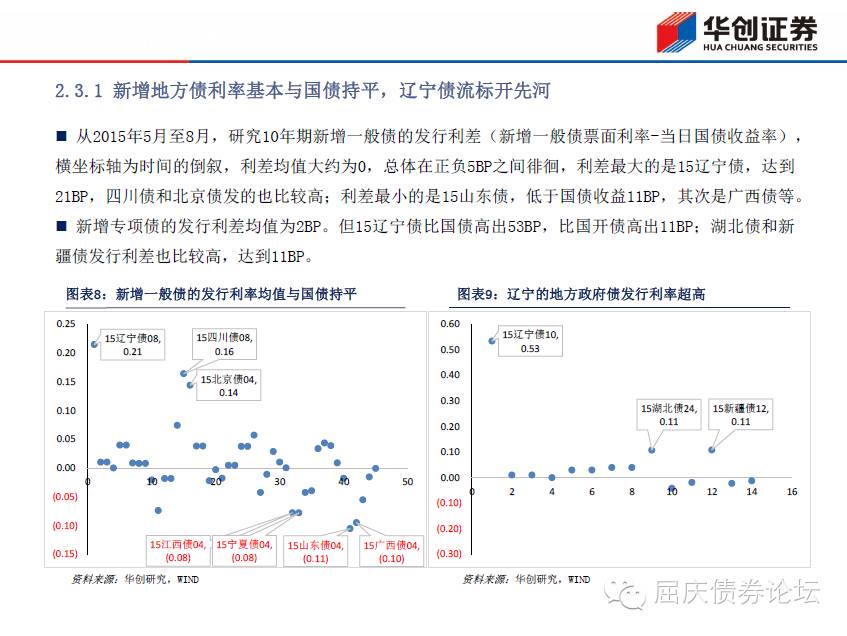 华创证券
HUA CHUANG SECURITIES
2.3.1 新增地方债利率基本与国债持平，辽宁债流标开先河
■ 从2015年5月至8月，研究10年期新增一般债的发行利差（新增一般债票面利率-当日国债收益率），
横坐标轴为时间的倒叙，利差均值大约为0，总体在正负5BP之间徘徊，利差最大的是15辽宁债，达到
21BP，四川债和北京债发的也比较高；利差最小的是15山东债，低于国债收益11BP，其次是广西债等。
■ 新增专项债的发行利差均值为2BP。但15辽宁债比国债高出53BP，比国开债高出11BP；湖北债和新
疆债发行利差也比较高，达到11BP。
图表8：新增一般债的发行利率均值与国债持平
0.25
0.20
0.15
0.10
0.05
0.00
(0.05)
(0.10)
(0.15)
0 10 20 30 40 50
15辽宁债08,
0.21
15四川债08,
0.16
15北京债04,
0.14
15江西债04,
(0.08)
15宁夏债04,
(0.08)
15山东债04,
(0.11)
15广西债04,
(0.10)
资料来源：华创研究，WIND
图表9：辽宁的地方政府债发行利率超高
0.60
0.50
0.40
0.30
0.20
0.10
0.00
(0.10)
(0.20)
(0.30)
0 2 4 6 8 10 12 14 16
15辽宁债10,
0.53
15湖北债24,
0.11
15新疆债12,
0.11
资料来源：华创研究，WIND
屈庆债券论坛